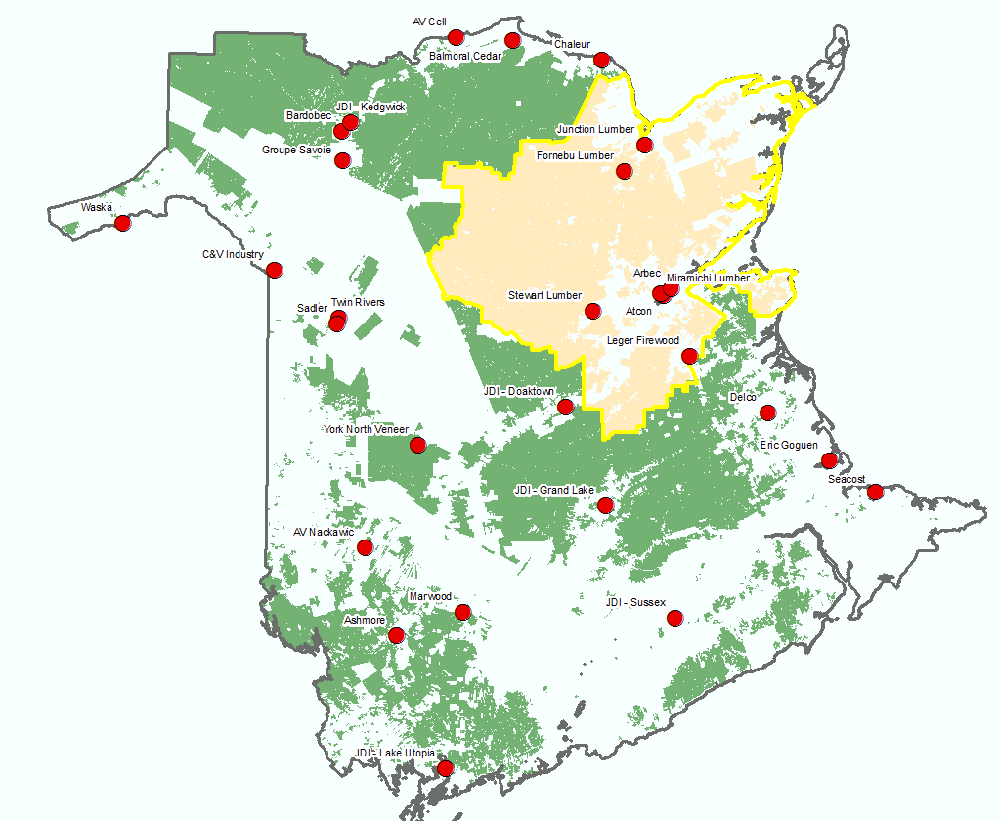 AV Cell
Balmoral Cedar
Chaleur
JDI - Kedgwick
Bardobec
Junction Lumber
Groupe Savoie
Fornebu Lumber
Waska
C&V Industry
Arbec
Miramichi Lumber
Stewart Lumber
Twin Rivers
Sadler
Atcon
Leger Firewood
JDI - Doaktown
Delco
York North Veneer
Eric Goguen
Seacost
JDI - Grand Lake
AV Nackawic
Marwood
JDI - Sussex
Ashmore
JDI - Lake Utopia